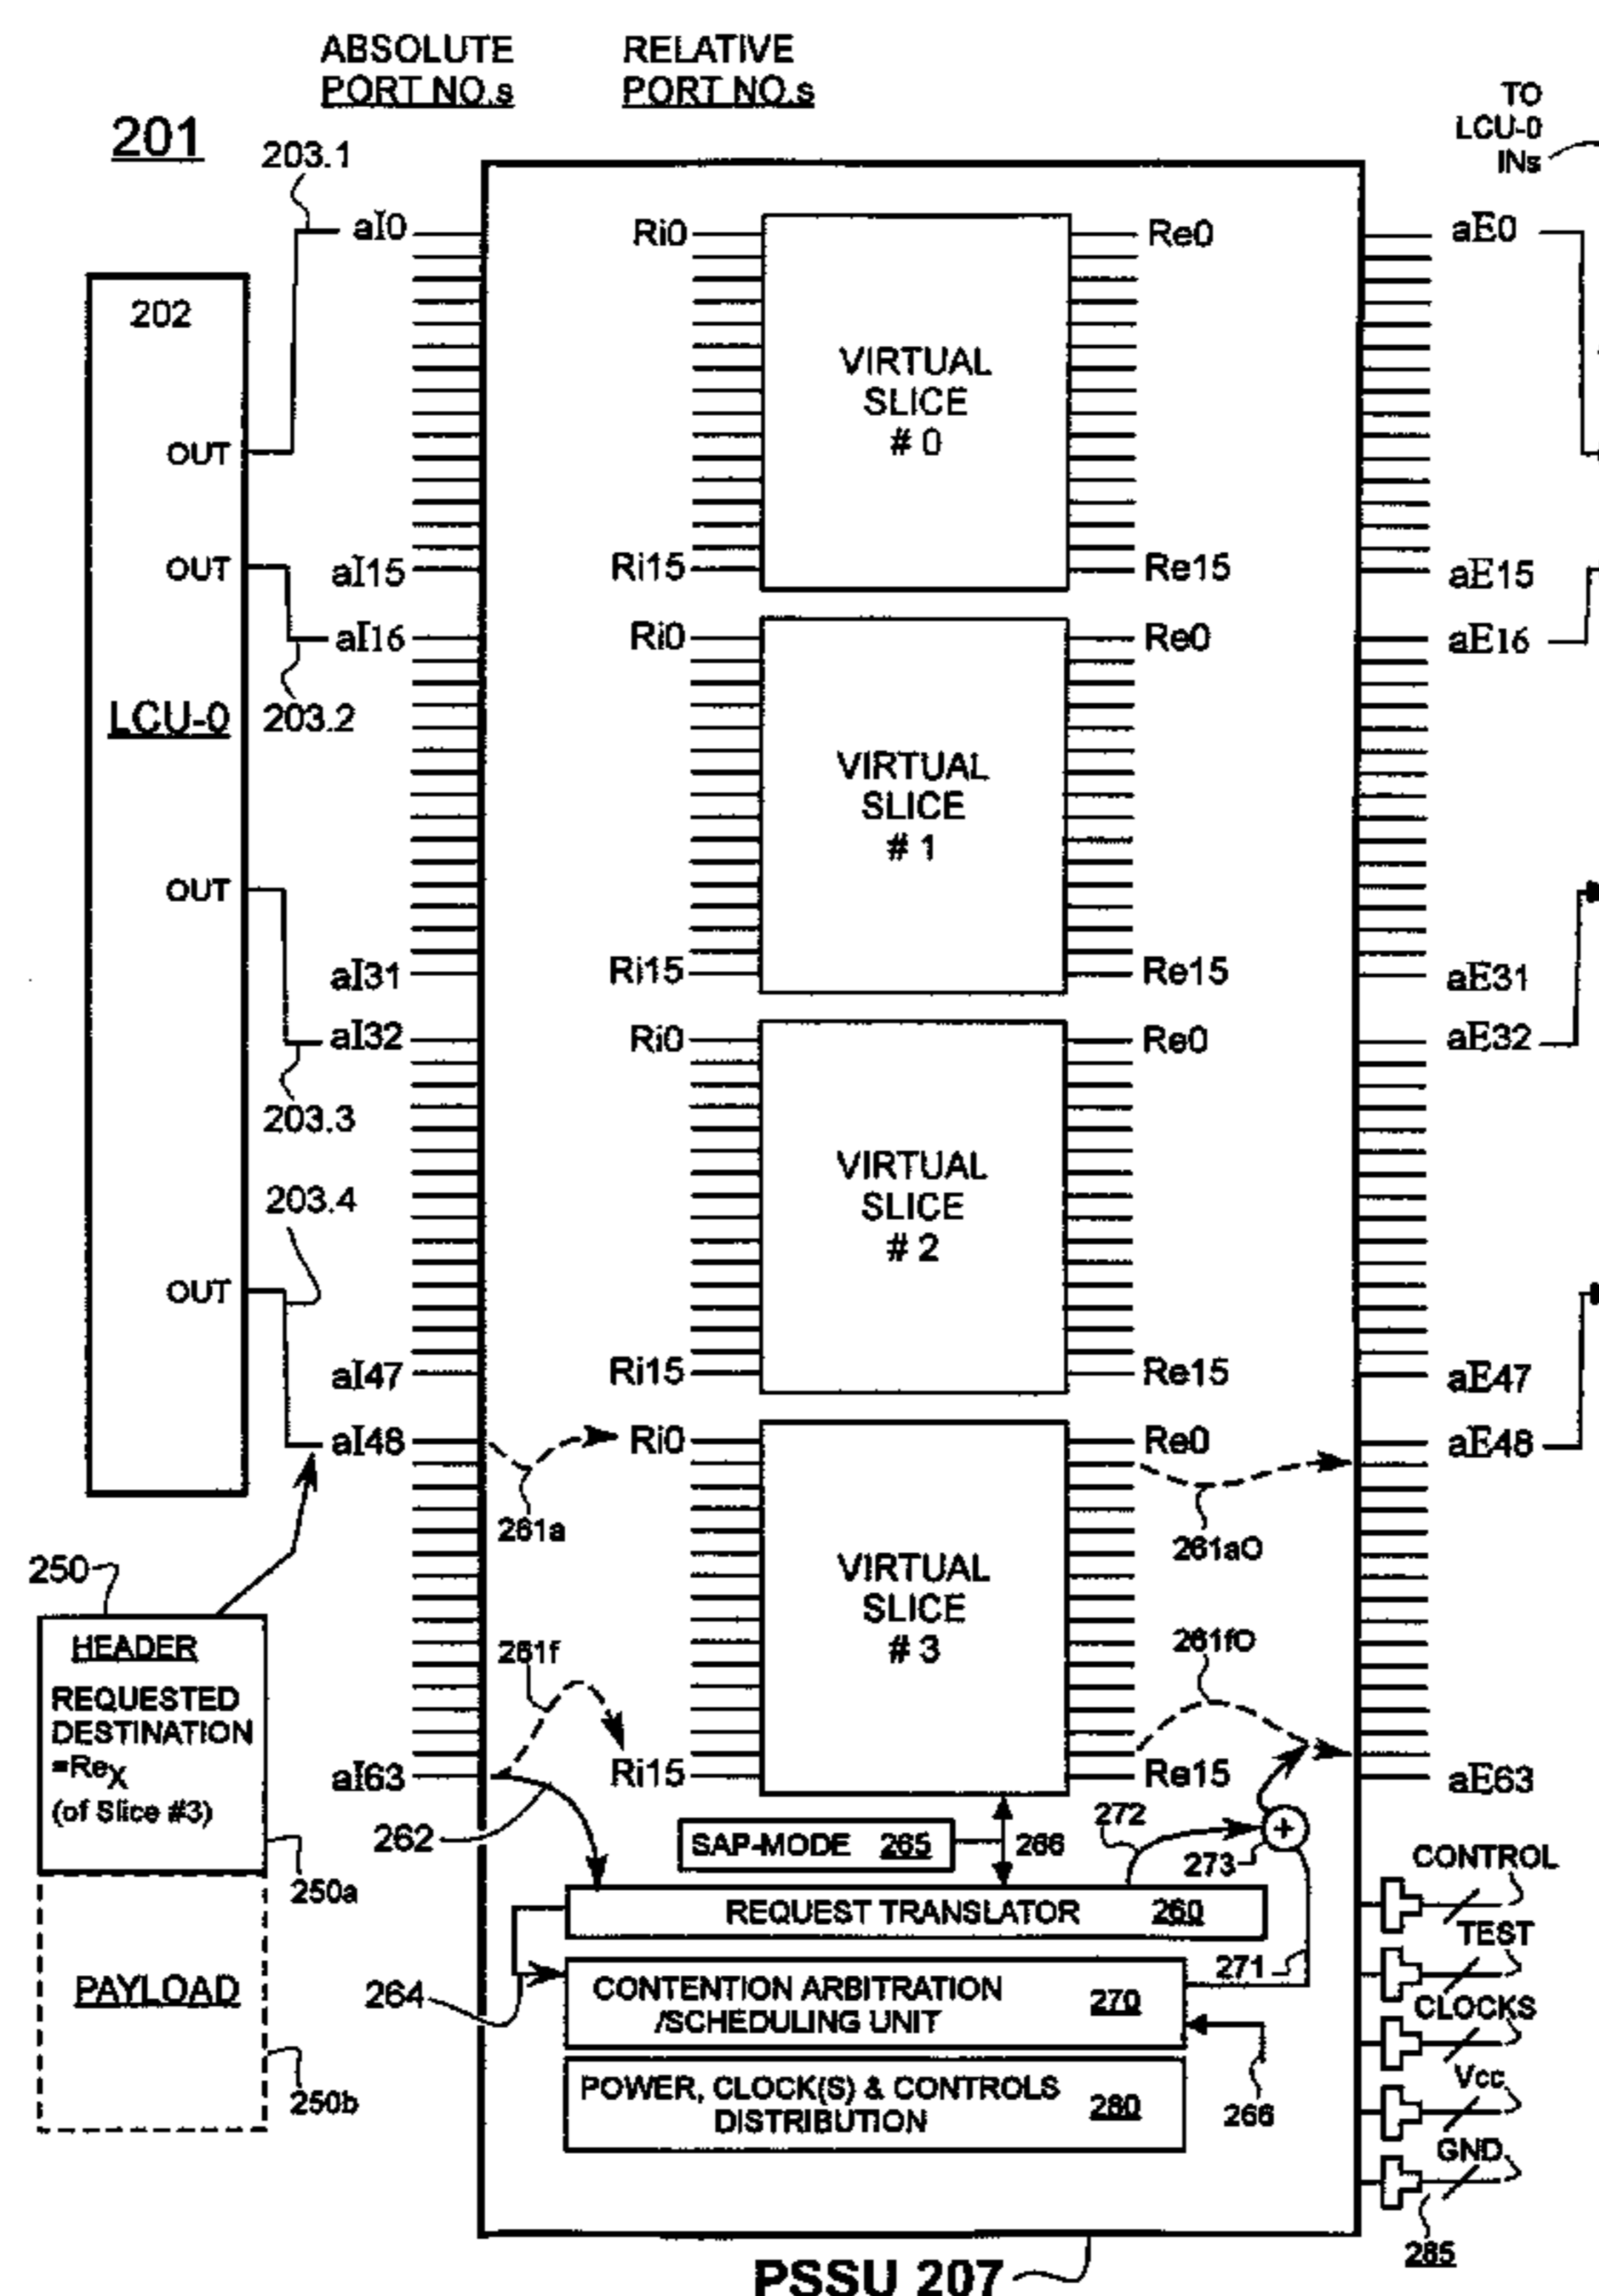 ABSOLUTE
PORT NO.s
RELATIVE
PORT NO.s
TO
LCU-0
INs
201
203.1
aI0
Ri0
Re0
aE0
202
VIRTUAL
SLICE
# 0
OUT
OUT
aI15
Ri15
Re15
aE15
aI16
Ri0
Re0
aE16
LCU-0
203.2
VIRTUAL
SLICE
# 1
OUT
aI31
Ri15
Re15
aE31
aI32
Ri0
Re0
aE32
203.3
VIRTUAL
SLICE
# 2
203.4
OUT
aI47
Ri15
Re15
aE47
aI48
Ri0
Re0
aE48
261a
261aO
250
VIRTUAL
SLICE
# 3
HEADER
REQUESTED
DESTINATION
=ReX
(of Slice #3)
261f
261fO
aI63
Ri15
Re15
aE63
262
SAP-MODE 265
266
272
273
CONTROL
250a
REQUEST TRANSLATOR 260
TEST
PAYLOAD
264
CONTENTION ARBITRATION
/SCHEDULING UNIT 270
271
CLOCKS
250b
POWER, CLOCK(S) & CONTROLS
DISTRIBUTION 280
266
Vcc
GND
285
PSSU 207